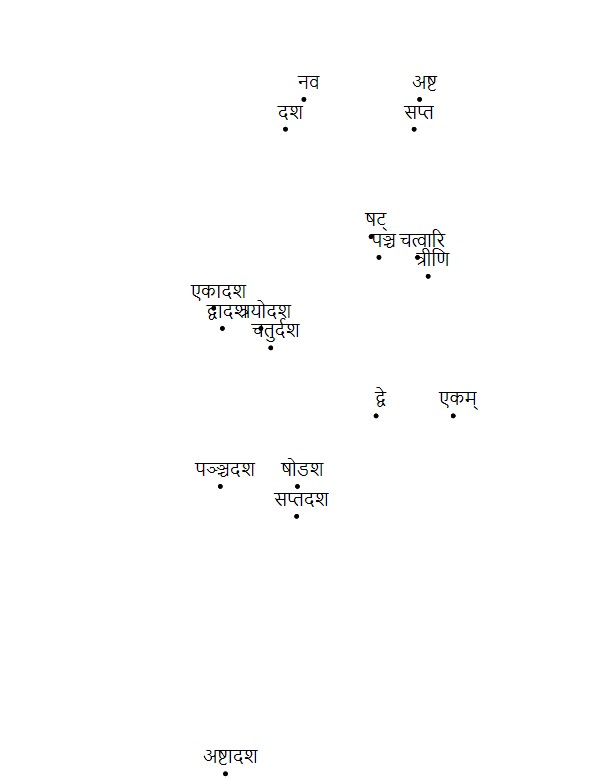 नव
अष्ट
दश
सप्त
षट्
पञ्च
चत्वारि
त्रीणि
एकादश
द्वादश
त्रयोदश
चतुर्दश
द्वे
एकम्
पञ्चदश
षोडश
सप्तदश
अष्टादश